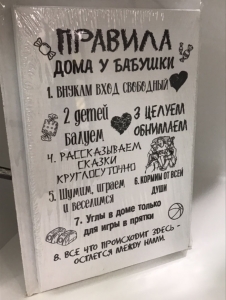 ПРАВИЛА
ДОМА У БАБУШКИ
1. ВНУКАМ ВХОД СВОБОДНЫЙ
2 детей
балуем
3 ЦЕЛУЕМ
ОБНИМАЕМ
4. РАССКАЗЫВАЕМ
СКАЗКИ
КРУГЛОСУТОЧНО
5. Шумим, играем
и веселимся
6. КОРМИМ ОТ ВСЕЙ
ДУШИ
7. Углы в доме только
для игры в прятки
8. ВСЕ ЧТО ПРОИСХОДИТ ЗДЕСЬ -
ОСТАЕТСЯ МЕЖДУ НАМИ.